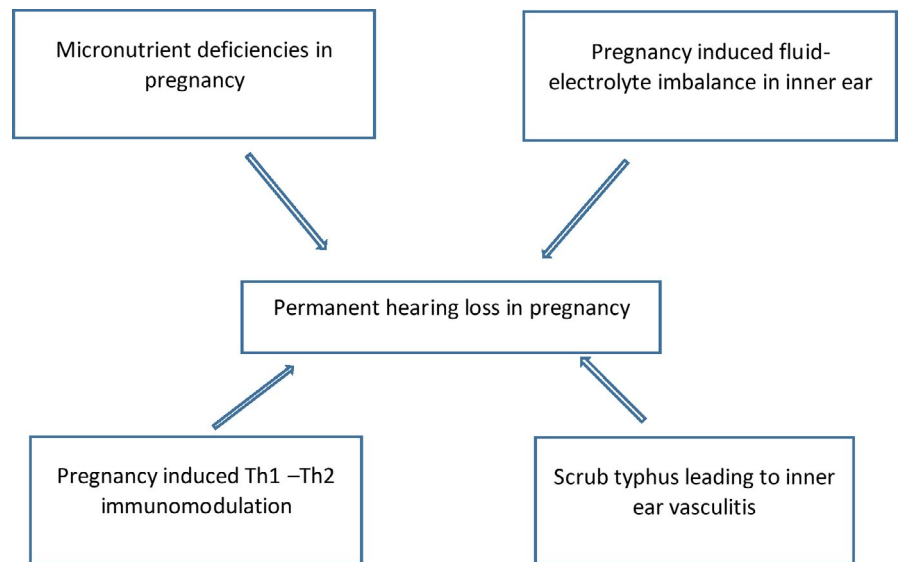 Micronutrient deficiencies in
pregnancy
Pregnancy induced fluid-
electrolyte imbalance in inner ear
Permanent hearing loss in pregnancy
Pregnancy induced Th1 –Th2
immunomodulation
Scrub typhus leading to inner
ear vasculitis